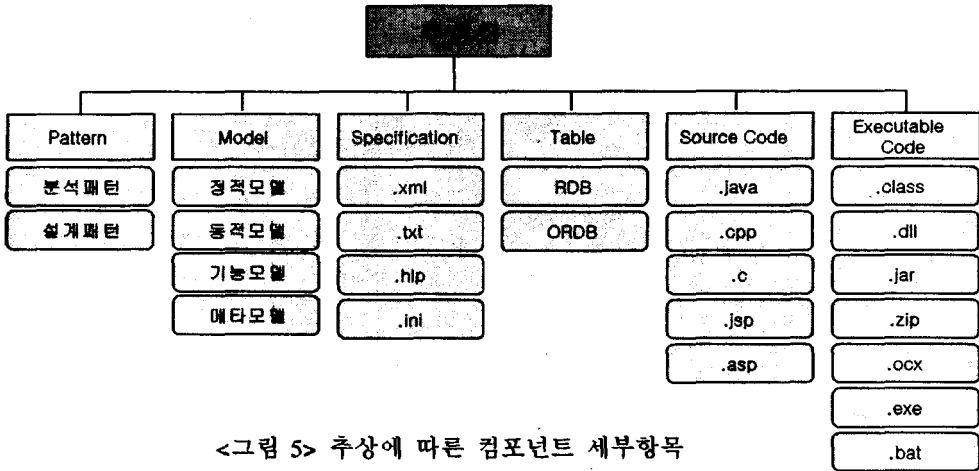 Pattern
분석패턴
설계패턴
Model
정적모델
동적모델
기능모델
메타모델
Specification
.xml
.txt
.hlp
.ini
Table
RDB
ORDB
Source Code
.java
.cpp
.c
.jsp
.asp
Executable
Code
.class
.dll
.jar
.zip
.ocx
.exe
.bat
<그림 5> 추상에 따른 컴포넌트 세부항목